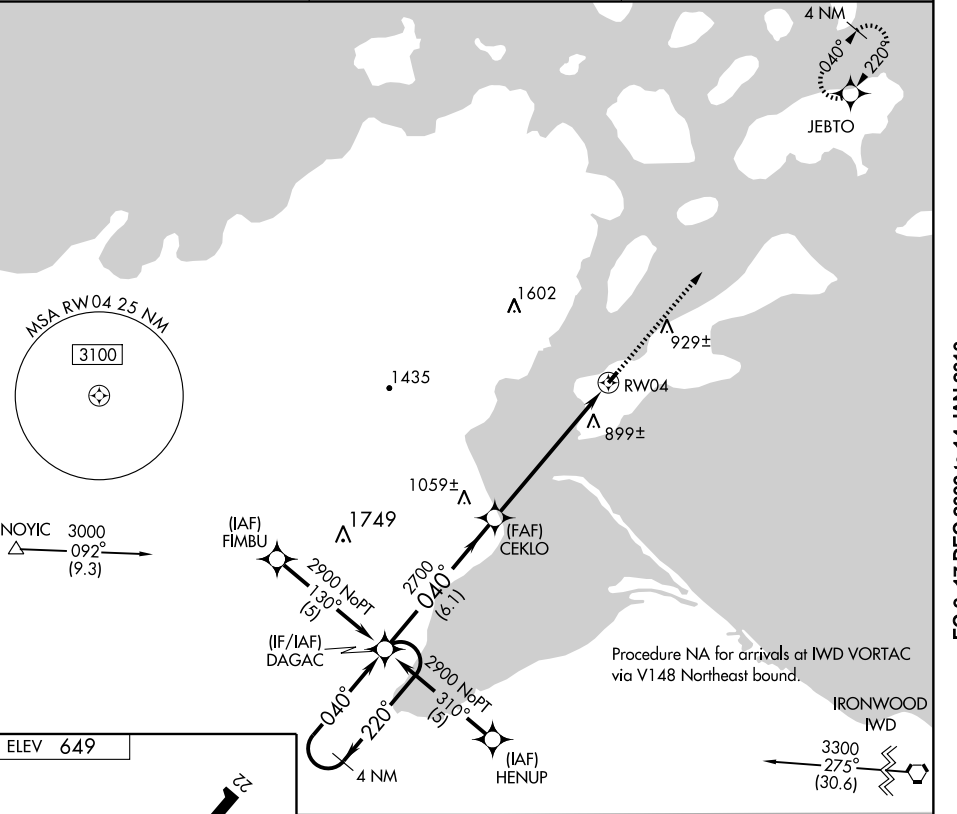 4 NM
040°
220°
JEBTO
MSA RW04 25 NM
3100
1602
1435
929±
RW04
899±
1059±
1749
(FAF)
CEKLO
NOYIC
3000
092°
(9.3)
(IAF)
FIMBU
2900 NoPT
130°
(5)
2700
040°
(6.1)
(IF/IAF)
DAGAC
2900 NoPT
310°
(5)
040°
220°
4 NM
(IAF)
HENUP
Procedure NA for arrivals at IWD VORTAC
via V148 Northeast bound.
IRONWOOD
IWD
3300
275°
(30.6)
ELEV 649
22